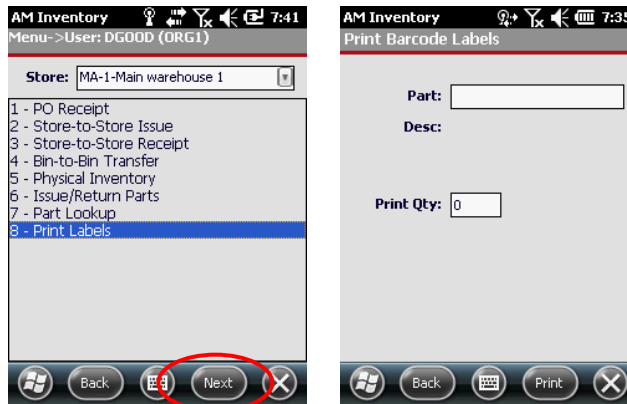 AM Inventory 7:41
Menu->User: DGOOD (ORG1)
Store: MA-1-Main warehouse 1
1 - PO Receipt
2 - Store-to-Store Issue
3 - Store-to-Store Receipt
4 - Bin-to-Bin Transfer
5 - Physical Inventory
6 - Issue/Return Parts
7 - Part Lookup
8 - Print Labels
Back Next
AM Inventory 7:35
Print Barcode Labels
Part:
Desc:
Print Qty: 0
Back Print